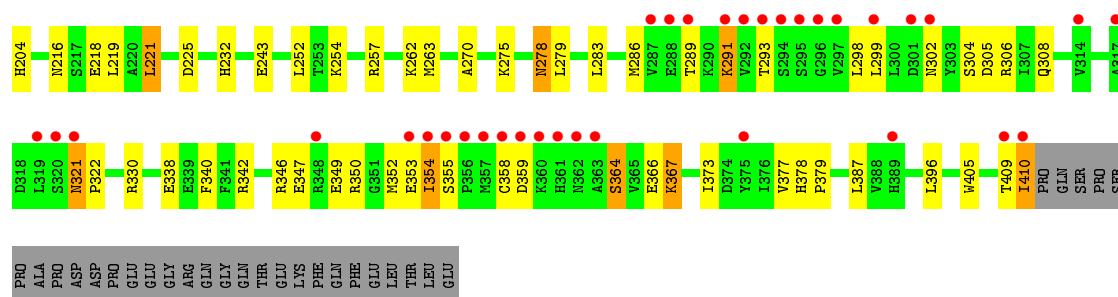 H204 N216 S217 E218 L219 A220 L221 D225 H232 E243 L252 T253 K254 R257 K262 M263 A270 K275 N278 L279 L283 M286 V287 E288 T289 K290 K291 V292 T293 S294 S295 G296 V297 L298 L299 L300 D301 N302 Y303 S304 D305 R306 I307 Q308 V314 A317
D318 L319 S320 N321 P322 R330 E338 E339 F340 F341 R342 R346 E347 R348 E349 R350 G351 M352 E353 I354 S355 P356 M357 C358 D359 K360 H361 N362 A363 S364 V365 E366 K367 I373 D374 Y375 I376 V377 H378 P379 L387 V388 H389 L396 W405 T409 I410 PRO GLN SER PRO SER
PRO ALA PRO ASP ASP PRO GLU GLU GLY ARG GLN GLY GLN THR GLU LYS PHE GLN PHE GLU LEU THR LEU GLU